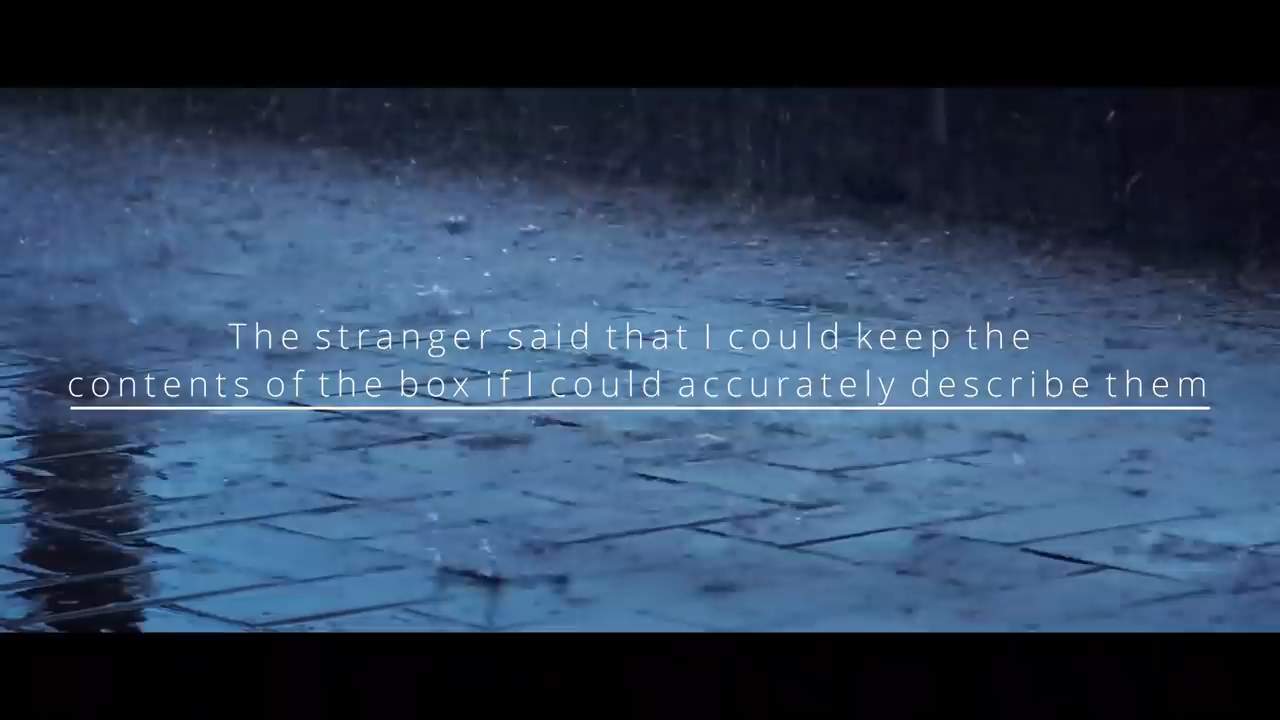 The stranger said that I could keep the
contents of the box if I could accurately describe them